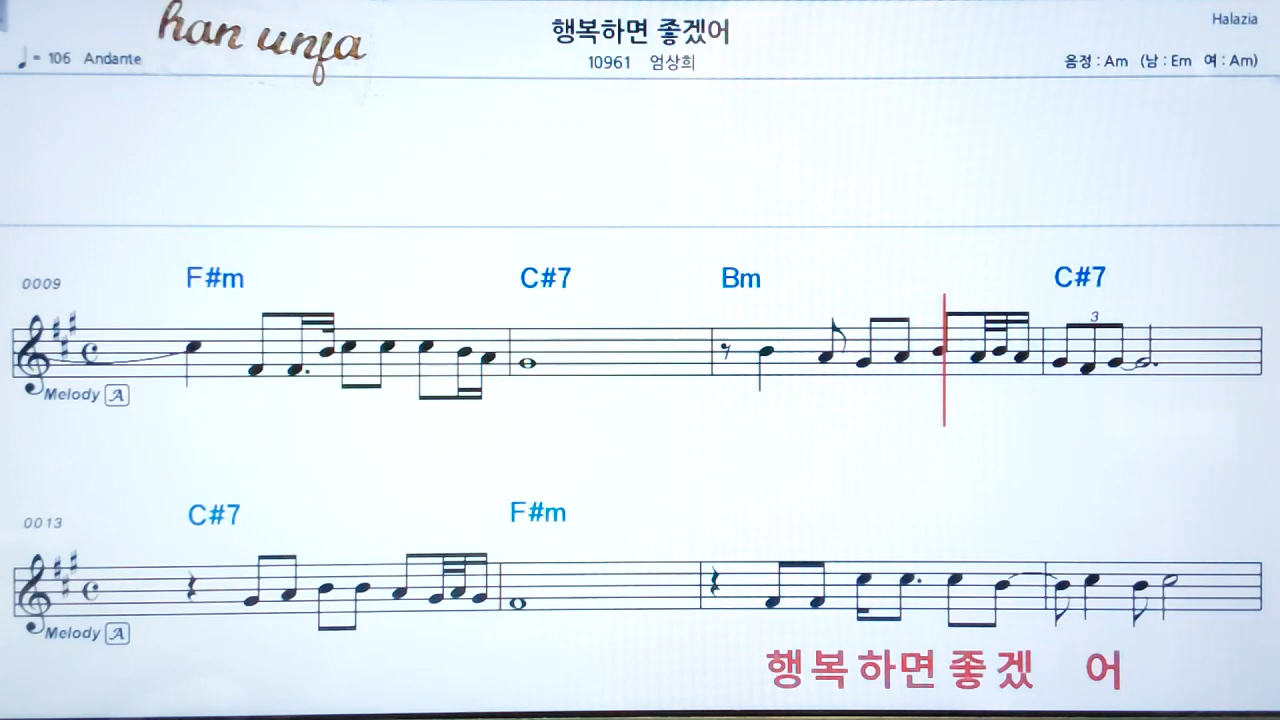 han unfa
행복하면 좋겠어
Halazia
♩= 106 Andante
10961 엄상희
음정 : Am (남 : Em 여 : Am)
0009
F#m C#7 Bm C#7
3
Melody A
0013
C#7 F#m
Melody A
행복하면 좋겠 어